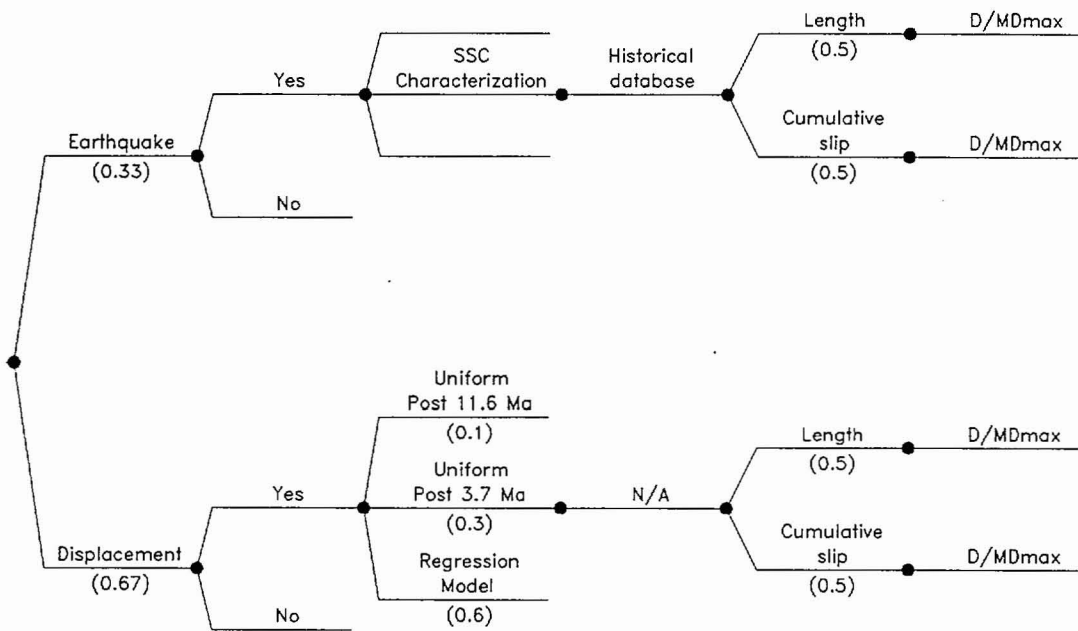 Earthquake
(0.33)
Yes
No
SSC
Characterization
Historical
database
Length
(0.5)
D/MDmax
Cumulative
slip
(0.5)
D/MDmax
Displacement
(0.67)
Yes
No
Uniform
Post 11.6 Ma
(0.1)
Uniform
Post 3.7 Ma
(0.3)
Regression
Model
(0.6)
N/A
Length
(0.5)
D/MDmax
Cumulative
slip
(0.5)
D/MDmax